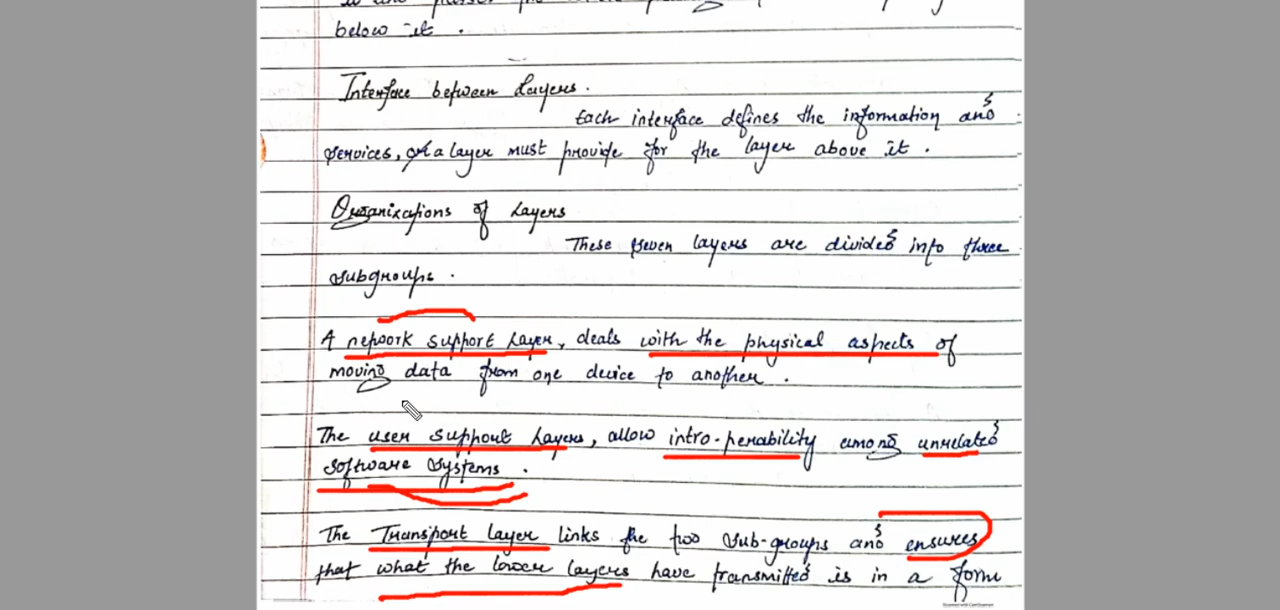 below it .
Interface between Layers.
Each interface defines the information and
services, of a layer must provide for the layer above it .
Organizations of Layers
These seven layers are divided into three
subgroups .
A network support Layer, deals with the physical aspects of
moving data from one device to another .
The user support Layers, allow intro-perability among unrelated
software systems .
The Transport layer links the two sub-groups and ensures
that what the lower layers have transmitted is in a form
Scanned with CamScanner